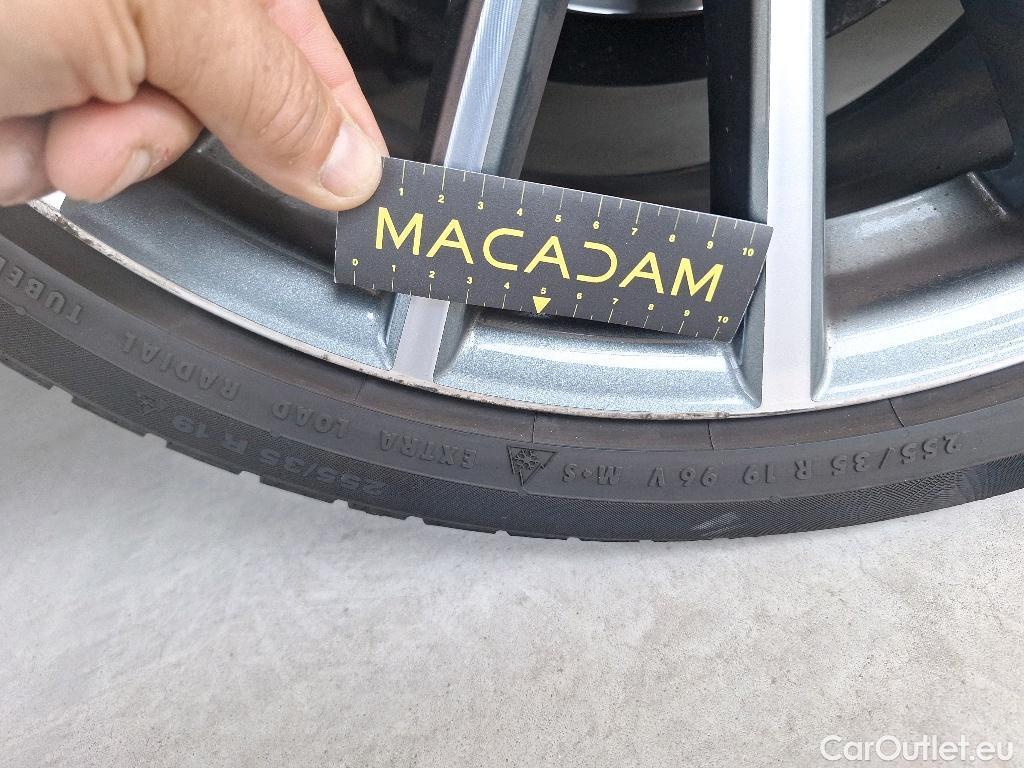 1 2 3 4 5 6 7 8 9 10
MACADAM
0 1 2 3 4 5 6 7 8 9 10
255/35 R 19 96 V M+S
EXTRA LOAD RADIAL TUBEL
255/35 R 19
CarOutlet.eu